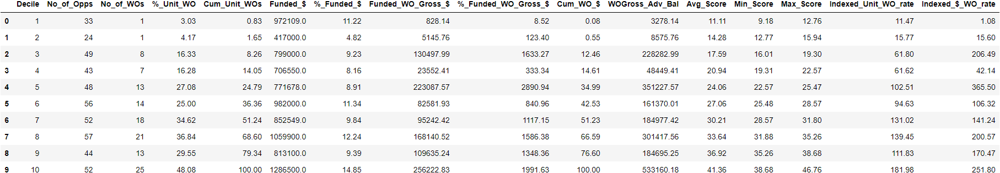 Decile No_of_Opps No_of_WOs %_Unit_WO Cum_Unit_WOs Funded_$ %_Funded_$ Funded_WO_Gross_$ %_Funded_WO_Gross_$ Cum_WO_$ WOGross_Adv_Bal Avg_Score Min_Score Max_Score Indexed_Unit_WO_rate Indexed_$_WO_rate
0 1 33 1 3.03 0.83 972109.0 11.22 828.14 8.52 0.08 3278.14 11.11 9.18 12.76 11.47 1.08
1 2 24 1 4.17 1.65 417000.0 4.82 5145.76 123.40 0.55 8575.76 14.28 12.77 15.94 15.77 15.60
2 3 49 8 16.33 8.26 799000.0 9.23 130497.99 1633.27 12.46 228282.99 17.59 16.01 19.30 61.80 206.49
3 4 43 7 16.28 14.05 706550.0 8.16 23552.41 333.34 14.61 48449.41 20.94 19.31 22.57 61.62 42.14
4 5 48 13 27.08 24.79 771678.0 8.91 223087.57 2890.94 34.99 351227.57 24.06 22.57 25.47 102.51 365.50
5 6 56 14 25.00 36.36 982000.0 11.34 82581.93 840.96 42.53 161370.01 27.06 25.48 28.57 94.63 106.32
6 7 52 18 34.62 51.24 852549.0 9.84 95242.42 1117.15 51.23 184977.42 30.21 28.57 31.80 131.02 141.24
7 8 57 21 36.84 68.60 1059900.0 12.24 168140.52 1586.38 66.59 301417.56 33.64 31.88 35.26 139.45 200.57
8 9 44 13 29.55 79.34 813100.0 9.39 109635.24 1348.36 76.60 184695.25 36.92 35.26 38.68 111.83 170.47
9 10 52 25 48.08 100.00 1286500.0 14.85 256222.83 1991.63 100.00 533160.18 41.36 38.68 46.76 181.98 251.80